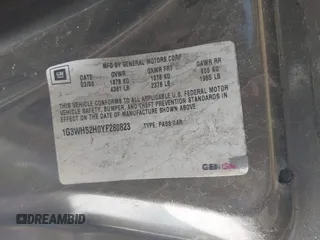 GM
MFD BY GENERAL MOTORS CORP
DATE GVWR GAWR FRT GAWR RR
03/00 1978 KG 1078 KG 900 KG
4361 LB 2376 LB 1985 LB
THIS VEHICLE CONFORMS TO ALL APPLICABLE U.S. FEDERAL MOTOR
VEHICLE SAFETY, BUMPER, AND THEFT PREVENTION STANDARDS
IN EFFECT ON THE DATE OF MANUFACTURE SHOWN ABOVE.
1G3WH52H0YF280823 TYPE: PASS CAR
DREAMBID